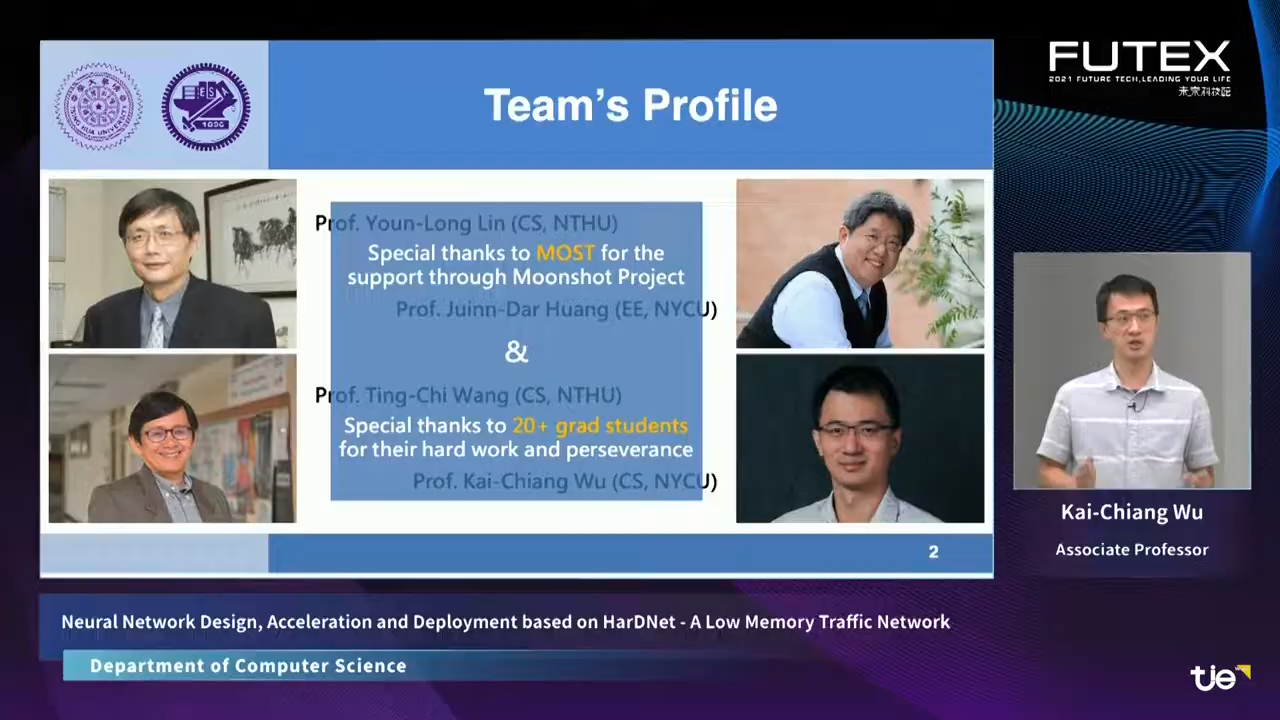 Team's Profile
FUTEX
2021 FUTURE TECH,LEADING YOUR LIFE
未來科技館
1956
Prof. Youn-Long Lin (CS, NTHU)
Special thanks to MOST for the
support through Moonshot Project
Prof. Juinn-Dar Huang (EE, NYCU)
&
Prof. Ting-Chi Wang (CS, NTHU)
Special thanks to 20+ grad students
for their hard work and perseverance
Prof. Kai-Chiang Wu (CS, NYCU)
2
Kai-Chiang Wu
Associate Professor
Neural Network Design, Acceleration and Deployment based on HarDNet - A Low Memory Traffic Network
Department of Computer Science
tie